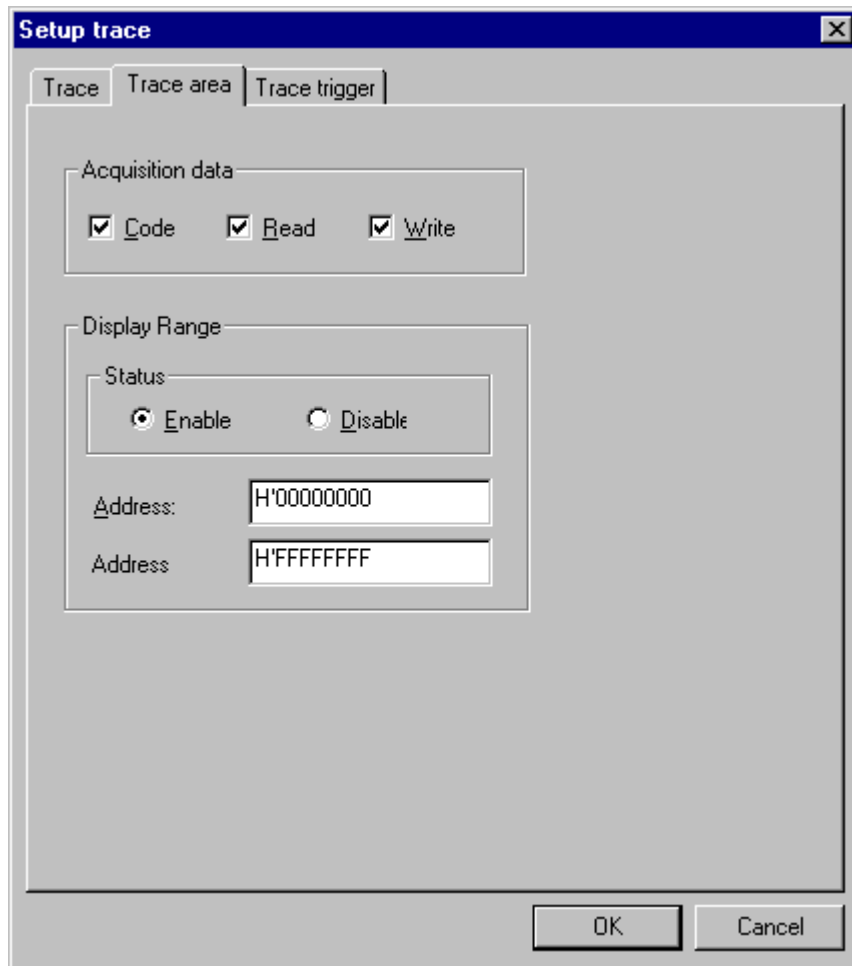 Setup trace
Trace Trace area Trace trigger
Acquisition data
Code Read Write
Display Range
Status
Enable Disable
Address: H'00000000
Address H'FFFFFFFF
OK Cancel